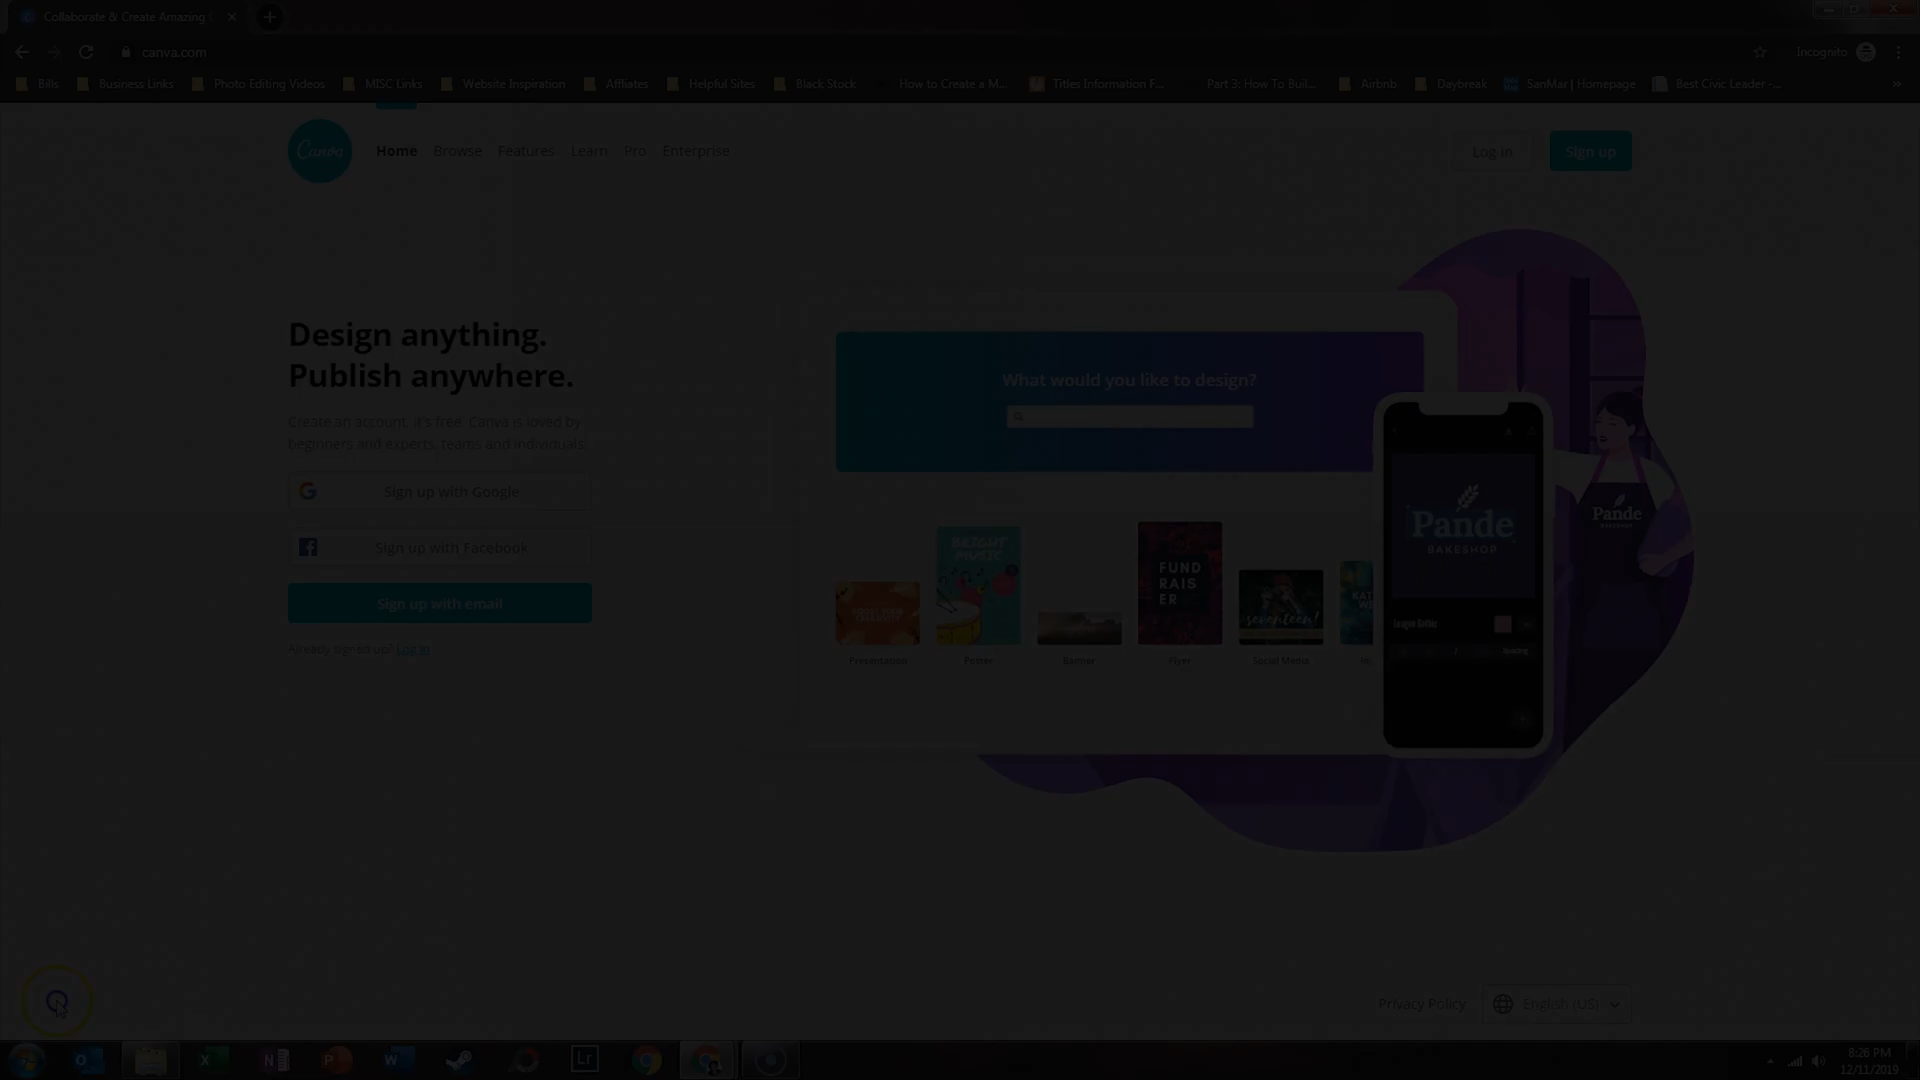 Collaborate & Create Amazing
canva.com
Incognito
Bills
Business Links
Photo Editing Videos
MISC Links
Website Inspiration
Affliates
Helpful Sites
Black Stock
How to Create a M...
Titles Information F...
Part 3: How To Buil...
Airbnb
Daybreak
SanMar | Homepage
Best Civic Leader -...
»
Canva
Home
Browse
Features
Learn
Pro
Enterprise
Log in
Sign up
Design anything.
Publish anywhere.
Create an account, it's free. Canva is loved by
beginners and experts, teams and individuals.
Sign up with Google
Sign up with Facebook
Sign up with email
Already signed up? Log in
What would you like to design?
BRIGHT
MUSIC
FUND
RAIS
ER
seventeen!
Presentation
Poster
Banner
Flyer
Social Media
Pande
BAKESHOP
Pande
BAKESHOP
Spacing
Privacy Policy
English (US)
Lr
8:26 PM
12/11/2019